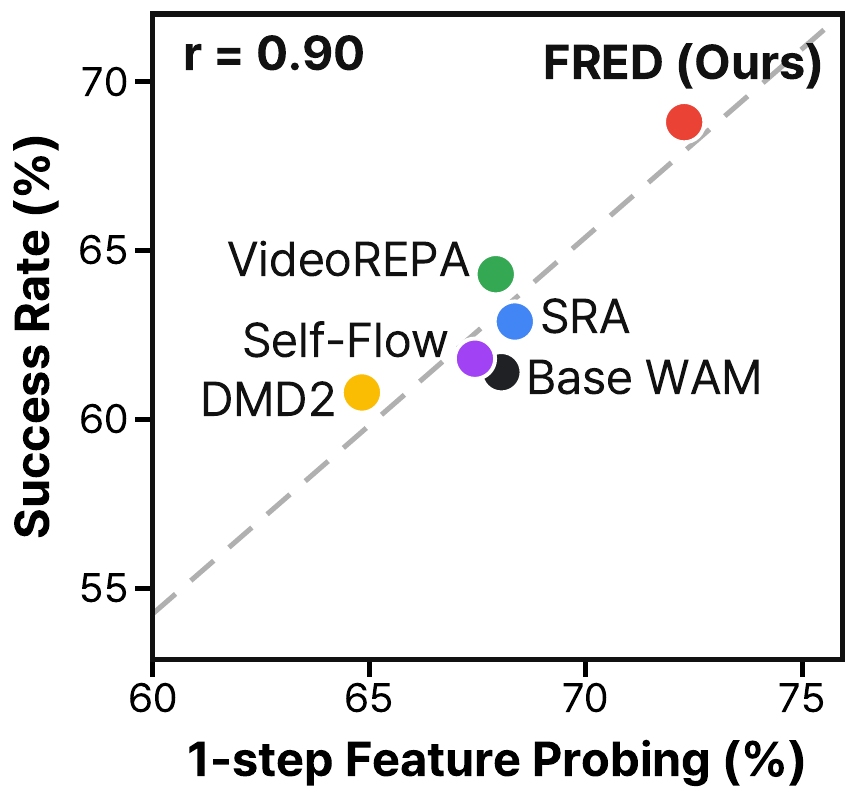 r = 0.90
FRED (Ours)
70
VideoREPA
65
SRA
Self-Flow
Base WAM
DMD2
60
55
Success Rate (%)
60
65
70
75
1-step Feature Probing (%)